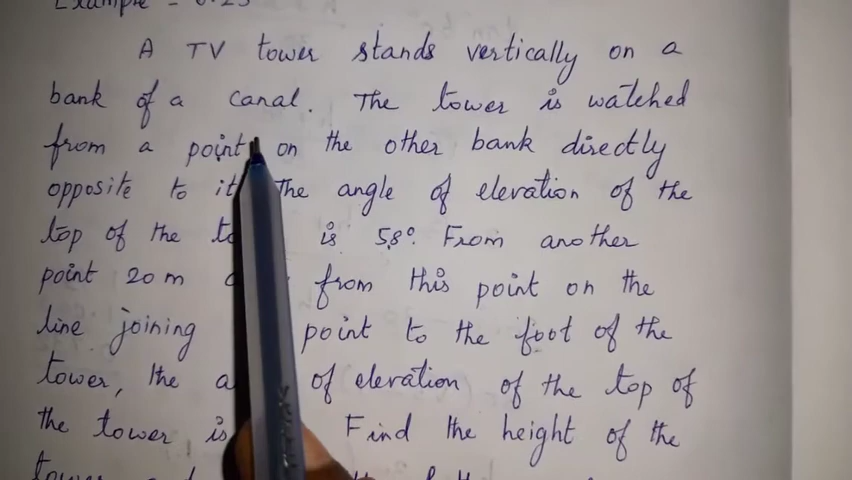 Example - 6.23
A TV tower stands vertically on a
bank of a canal. The tower is watched
from a point on the other bank directly
opposite to it. The angle of elevation of the
top of the is 58°. From another
point 20 m from this point on the
line joining point to the foot of the
tower, the of elevation of the top of
the tower is Find the height of the